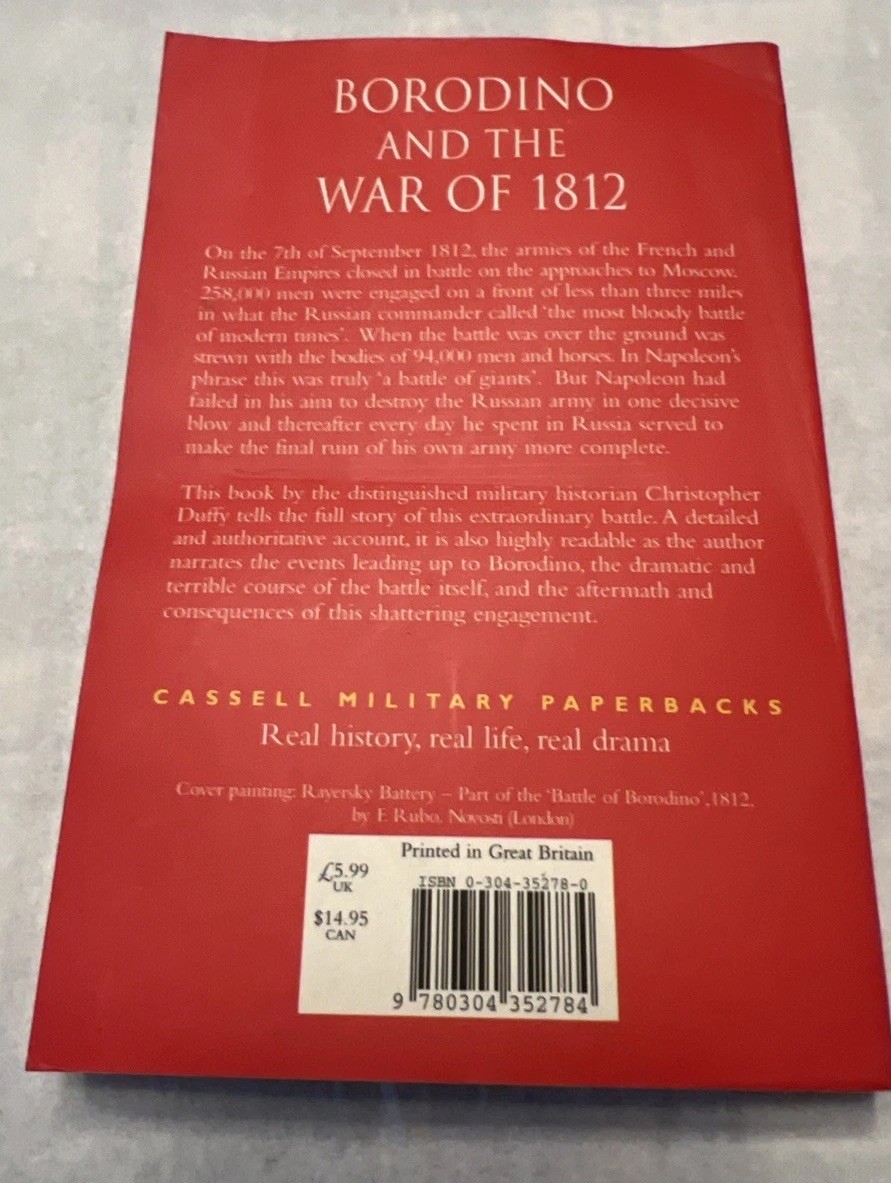 BORODINO
AND THE
WAR OF 1812
On the 7th of September 1812, the armies of the French and
Russian Empires closed in battle on the approaches to Moscow.
258,000 men were engaged on a front of less than three miles
in what the Russian commander called 'the most bloody battle
of modern times'. When the battle was over the ground was
strewn with the bodies of 94,000 men and horses. In Napoleon's
phrase this was truly 'a battle of giants'. But Napoleon had
failed in his aim to destroy the Russian army in one decisive
blow and thereafter every day he spent in Russia served to
make the final ruin of his own army more complete.
This book by the distinguished military historian Christopher
Duffy tells the full story of this extraordinary battle. A detailed
and authoritative account, it is also highly readable as the author
narrates the events leading up to Borodino, the dramatic and
terrible course of the battle itself, and the aftermath and
consequences of this shattering engagement.
CASSELL MILITARY PAPERBACKS
Real history, real life, real drama
Cover painting: Rayersky Battery – Part of the 'Battle of Borodino', 1812,
by F. Rubo. Novosti (London)
Printed in Great Britain
£5.99
UK
$14.95
CAN
ISBN 0-304-35278-0
9 780304 352784